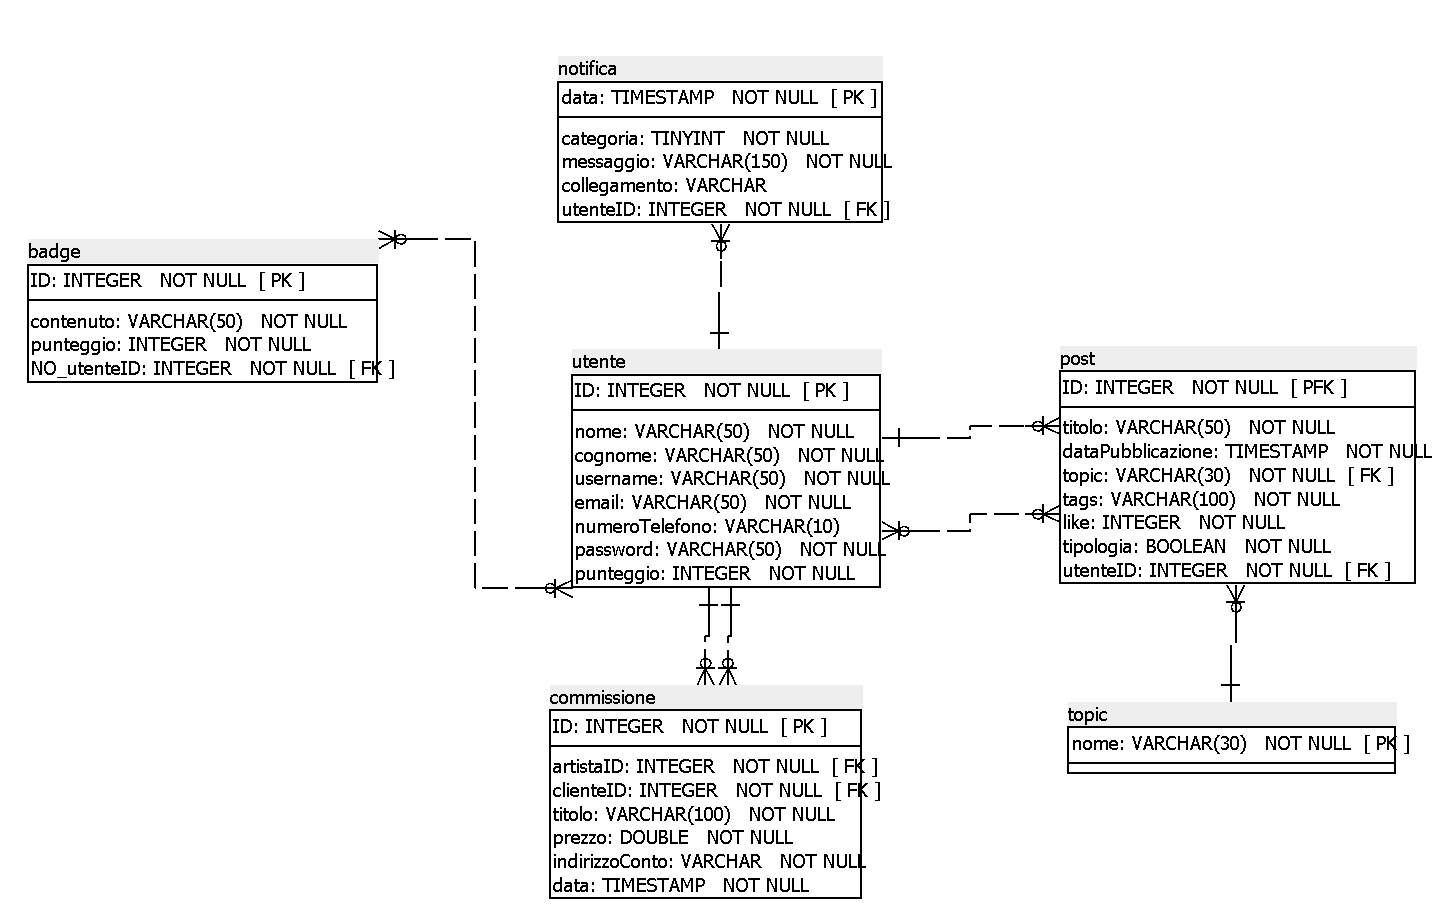 notifica
data: TIMESTAMP NOT NULL [ PK ]
categoria: TINYINT NOT NULL
messaggio: VARCHAR(150) NOT NULL
collegamento: VARCHAR
utenteID: INTEGER NOT NULL [ FK ]
badge
ID: INTEGER NOT NULL [ PK ]
contenuto: VARCHAR(50) NOT NULL
punteggio: INTEGER NOT NULL
NO_utenteID: INTEGER NOT NULL [ FK ]
utente
ID: INTEGER NOT NULL [ PK ]
nome: VARCHAR(50) NOT NULL
cognome: VARCHAR(50) NOT NULL
username: VARCHAR(50) NOT NULL
email: VARCHAR(50) NOT NULL
numeroTelefono: VARCHAR(10)
password: VARCHAR(50) NOT NULL
punteggio: INTEGER NOT NULL
post
ID: INTEGER NOT NULL [ PFK ]
titolo: VARCHAR(50) NOT NULL
dataPubblicazione: TIMESTAMP NOT NULL
topic: VARCHAR(30) NOT NULL [ FK ]
tags: VARCHAR(100) NOT NULL
like: INTEGER NOT NULL
tipologia: BOOLEAN NOT NULL
utenteID: INTEGER NOT NULL [ FK ]
commissione
ID: INTEGER NOT NULL [ PK ]
artistaID: INTEGER NOT NULL [ FK ]
clienteID: INTEGER NOT NULL [ FK ]
titolo: VARCHAR(100) NOT NULL
prezzo: DOUBLE NOT NULL
indirizzoConto: VARCHAR NOT NULL
data: TIMESTAMP NOT NULL
topic
nome: VARCHAR(30) NOT NULL [ PK ]